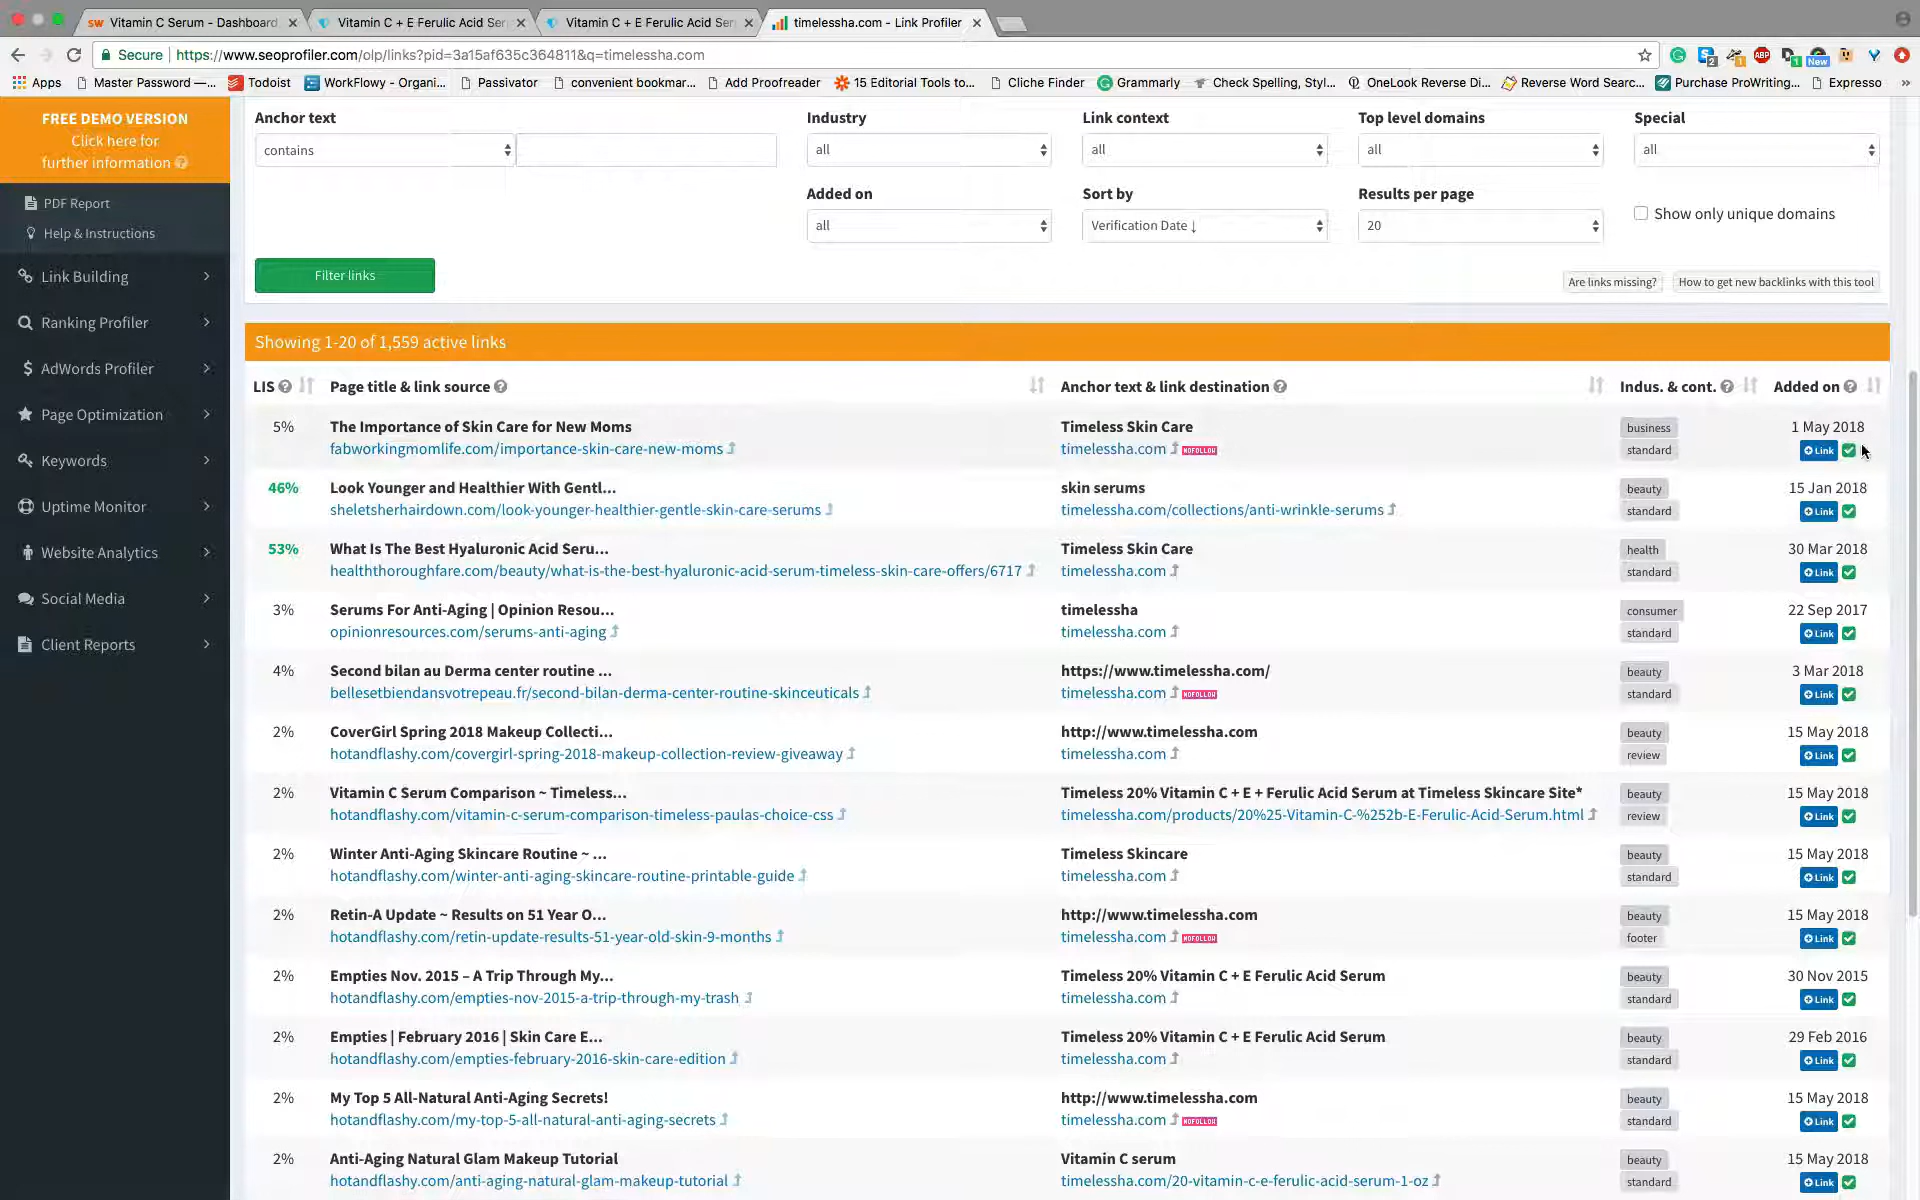 Vitamin C Serum - Dashboard
Vitamin C + E Ferulic Acid Ser
Vitamin C + E Ferulic Acid Ser
timelessha.com - Link Profiler
Secure
https://www.seoprofiler.com/olp/links?pid=3a15af635c364811&q=timelessha.com
Apps
Master Password —...
Todoist
WorkFlowy - Organi...
Passivator
convenient bookmar...
Add Proofreader
15 Editorial Tools to...
Cliche Finder
Grammarly
Check Spelling, Styl...
OneLook Reverse Di...
Reverse Word Searc...
Purchase ProWriting...
Expresso
FREE DEMO VERSION
Click here for
further information
PDF Report
Help & Instructions
Link Building
Ranking Profiler
AdWords Profiler
Page Optimization
Keywords
Uptime Monitor
Website Analytics
Social Media
Client Reports
Anchor text
contains
Industry
all
Link context
all
Top level domains
all
Special
all
Added on
all
Sort by
Verification Date ↓
Results per page
20
Show only unique domains
Filter links
Are links missing?
How to get new backlinks with this tool
Showing 1-20 of 1,559 active links
LIS Page title & link source Anchor text & link destination Indus. & cont. Added on
5% The Importance of Skin Care for New Moms Timeless Skin Care business 1 May 2018
fabworkingmomlife.com/importance-skin-care-new-moms timelessha.com NOFOLLOW standard Link
46% Look Younger and Healthier With Gentl... skin serums beauty 15 Jan 2018
sheletsherhairdown.com/look-younger-healthier-gentle-skin-care-serums timelessha.com/collections/anti-wrinkle-serums standard Link
53% What Is The Best Hyaluronic Acid Seru... Timeless Skin Care health 30 Mar 2018
healththoroughfare.com/beauty/what-is-the-best-hyaluronic-acid-serum-timeless-skin-care-offers/6717 timelessha.com standard Link
3% Serums For Anti-Aging | Opinion Resou... timelessha consumer 22 Sep 2017
opinionresources.com/serums-anti-aging timelessha.com standard Link
4% Second bilan au Derma center routine ... https://www.timelessha.com/ beauty 3 Mar 2018
bellesetbiendansvotrepeau.fr/second-bilan-derma-center-routine-skinceuticals timelessha.com NOFOLLOW standard Link
2% CoverGirl Spring 2018 Makeup Collecti... http://www.timelessha.com beauty 15 May 2018
hotandflashy.com/covergirl-spring-2018-makeup-collection-review-giveaway timelessha.com review Link
2% Vitamin C Serum Comparison ~ Timeless... Timeless 20% Vitamin C + E + Ferulic Acid Serum at Timeless Skincare Site* beauty 15 May 2018
hotandflashy.com/vitamin-c-serum-comparison-timeless-paulas-choice-css timelessha.com/products/20%25-Vitamin-C-%252b-E-Ferulic-Acid-Serum.html review Link
2% Winter Anti-Aging Skincare Routine ~ ... Timeless Skincare beauty 15 May 2018
hotandflashy.com/winter-anti-aging-skincare-routine-printable-guide timelessha.com standard Link
2% Retin-A Update ~ Results on 51 Year O... http://www.timelessha.com beauty 15 May 2018
hotandflashy.com/retin-update-results-51-year-old-skin-9-months timelessha.com NOFOLLOW footer Link
2% Empties Nov. 2015 – A Trip Through My... Timeless 20% Vitamin C + E Ferulic Acid Serum beauty 30 Nov 2015
hotandflashy.com/empties-nov-2015-a-trip-through-my-trash timelessha.com standard Link
2% Empties | February 2016 | Skin Care E... Timeless 20% Vitamin C + E Ferulic Acid Serum beauty 29 Feb 2016
hotandflashy.com/empties-february-2016-skin-care-edition timelessha.com standard Link
2% My Top 5 All-Natural Anti-Aging Secrets! http://www.timelessha.com beauty 15 May 2018
hotandflashy.com/my-top-5-all-natural-anti-aging-secrets timelessha.com NOFOLLOW standard Link
2% Anti-Aging Natural Glam Makeup Tutorial Vitamin C serum beauty 15 May 2018
hotandflashy.com/anti-aging-natural-glam-makeup-tutorial timelessha.com/20-vitamin-c-e-ferulic-acid-serum-1-oz standard Link